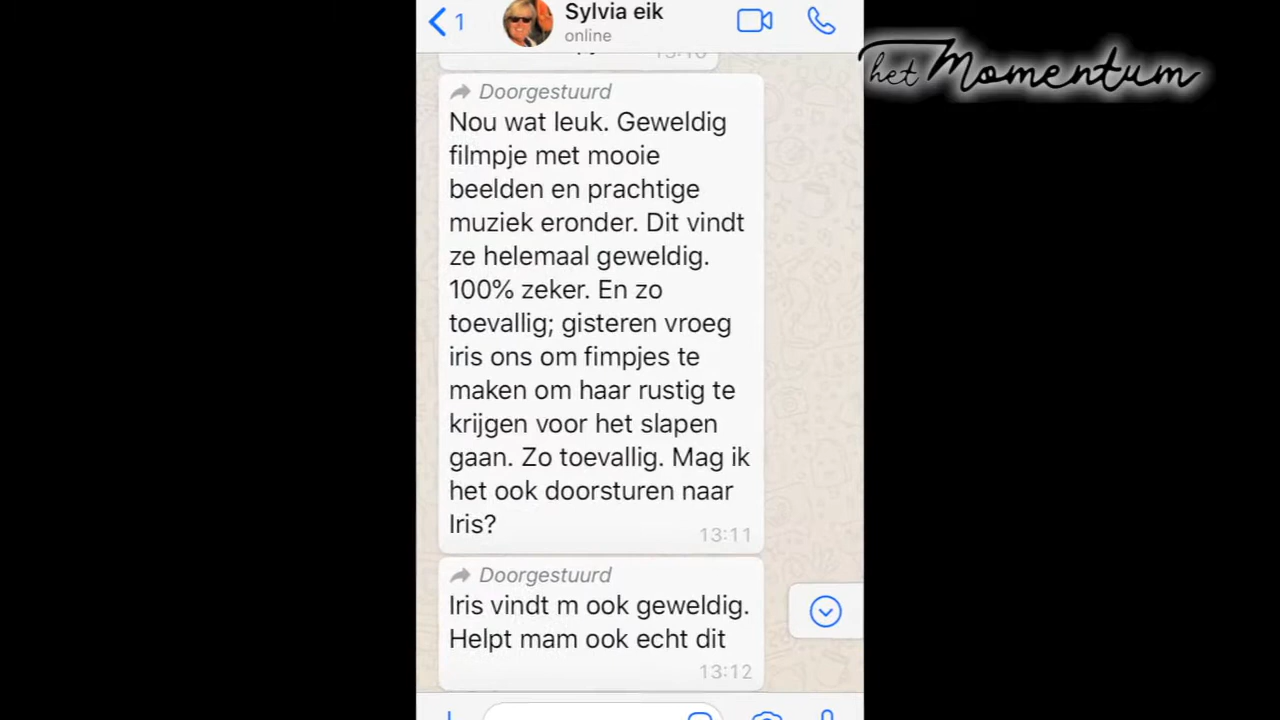 1
Sylvia eik
online
het Momentum
Doorgestuurd
Nou wat leuk. Geweldig
filmpje met mooie
beelden en prachtige
muziek eronder. Dit vindt
ze helemaal geweldig.
100% zeker. En zo
toevallig; gisteren vroeg
iris ons om fimpjes te
maken om haar rustig te
krijgen voor het slapen
gaan. Zo toevallig. Mag ik
het ook doorsturen naar
Iris?
13:11
Doorgestuurd
Iris vindt m ook geweldig.
Helpt mam ook echt dit
13:12